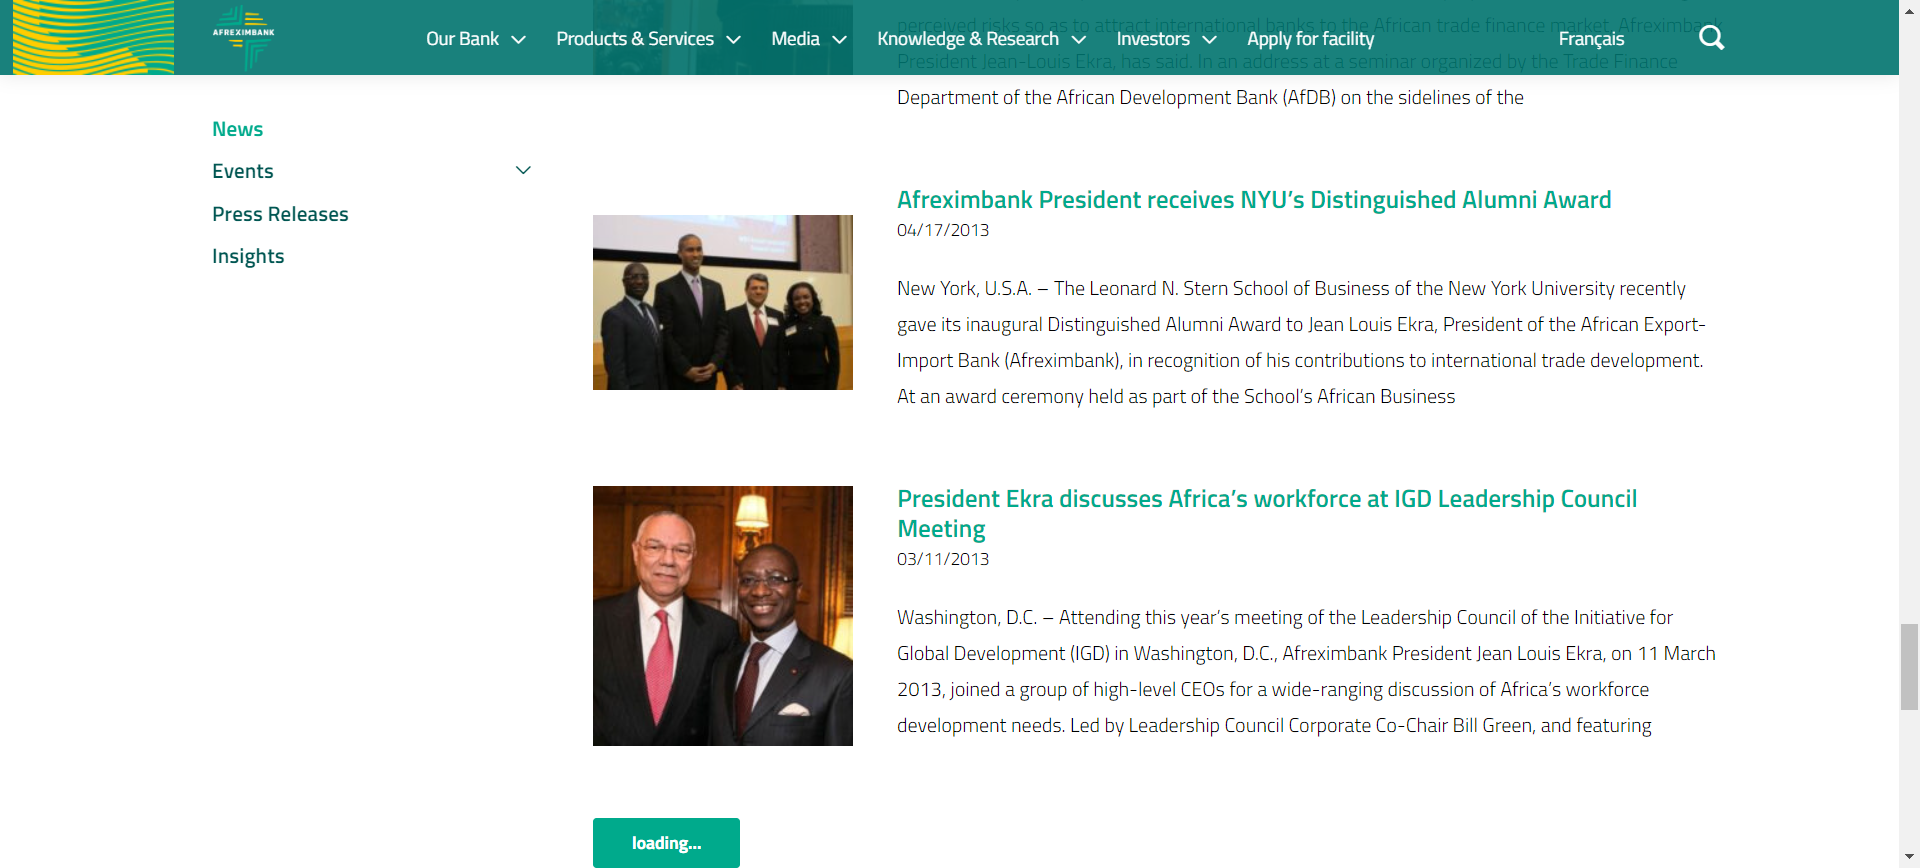 AFREXIMBANK
Our Bank
Products & Services
Media
Knowledge & Research
Investors
Apply for facility
Français
News
Events
Press Releases
Insights
perceived risks so as to attract international banks to the African trade finance market, Afreximbank
President Jean-Louis Ekra, has said. In an address at a seminar organized by the Trade Finance
Department of the African Development Bank (AfDB) on the sidelines of the
Afreximbank President receives NYU’s Distinguished Alumni Award
04/17/2013
New York, U.S.A. – The Leonard N. Stern School of Business of the New York University recently
gave its inaugural Distinguished Alumni Award to Jean Louis Ekra, President of the African Export-
Import Bank (Afreximbank), in recognition of his contributions to international trade development.
At an award ceremony held as part of the School’s African Business
President Ekra discusses Africa’s workforce at IGD Leadership Council
Meeting
03/11/2013
Washington, D.C. – Attending this year’s meeting of the Leadership Council of the Initiative for
Global Development (IGD) in Washington, D.C., Afreximbank President Jean Louis Ekra, on 11 March
2013, joined a group of high-level CEOs for a wide-ranging discussion of Africa’s workforce
development needs. Led by Leadership Council Corporate Co-Chair Bill Green, and featuring
loading...